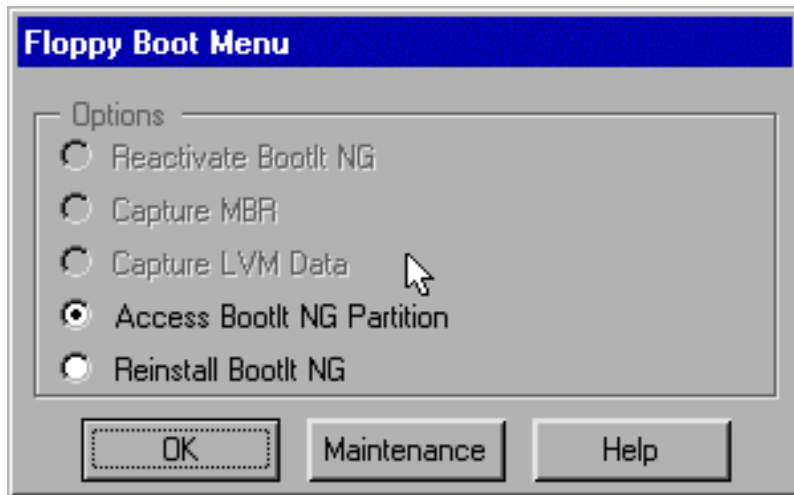 Floppy Boot Menu
Options
Reactivate BootIt NG
Capture MBR
Capture LVM Data
Access BootIt NG Partition
Reinstall BootIt NG
OK Maintenance Help